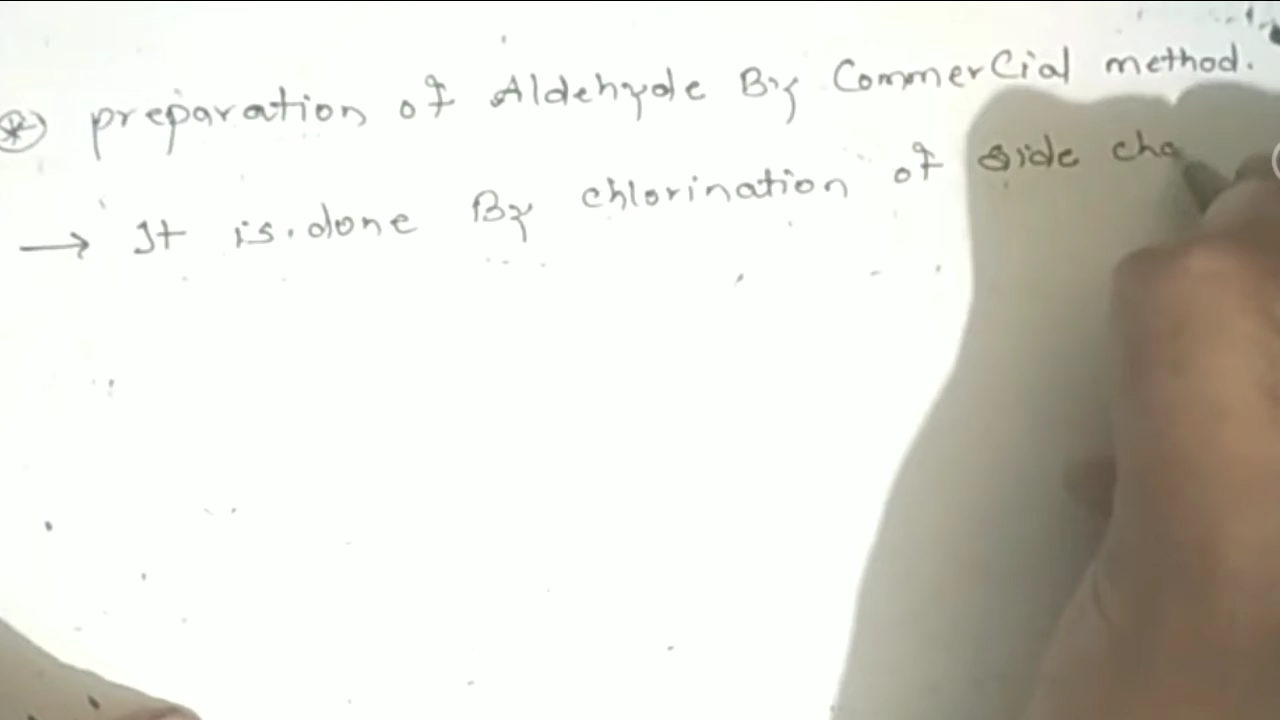 preparation of Aldehyde By Commercial method.
→ It is. done By chlorination of side cha